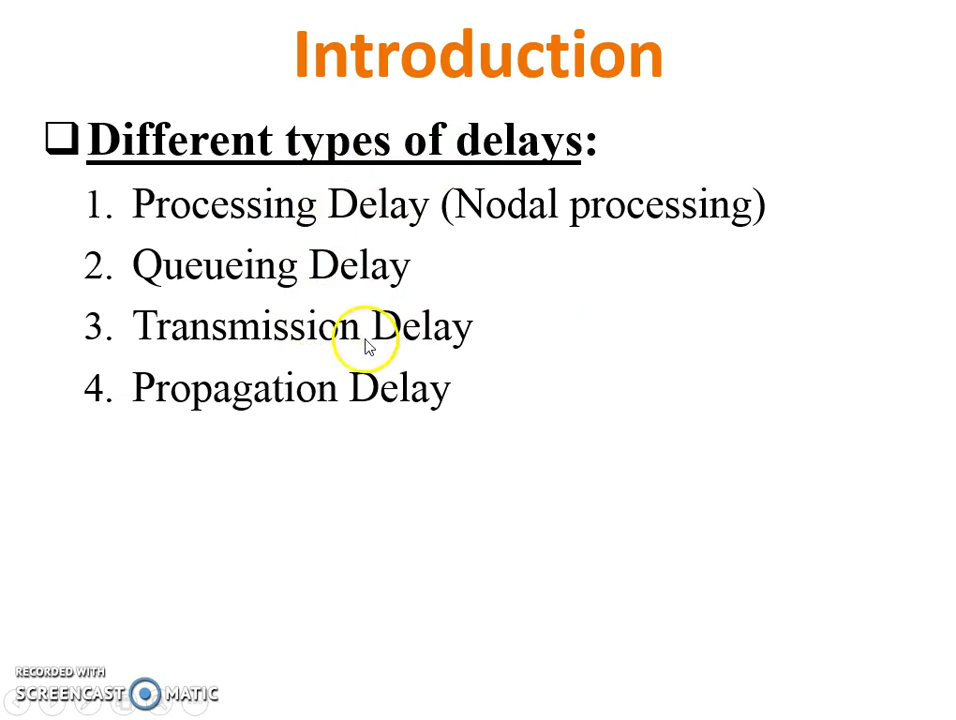 Introduction
Different types of delays:
1. Processing Delay (Nodal processing)
2. Queueing Delay
3. Transmission Delay
4. Propagation Delay
RECORDED WITH
SCREENCAST MATIC